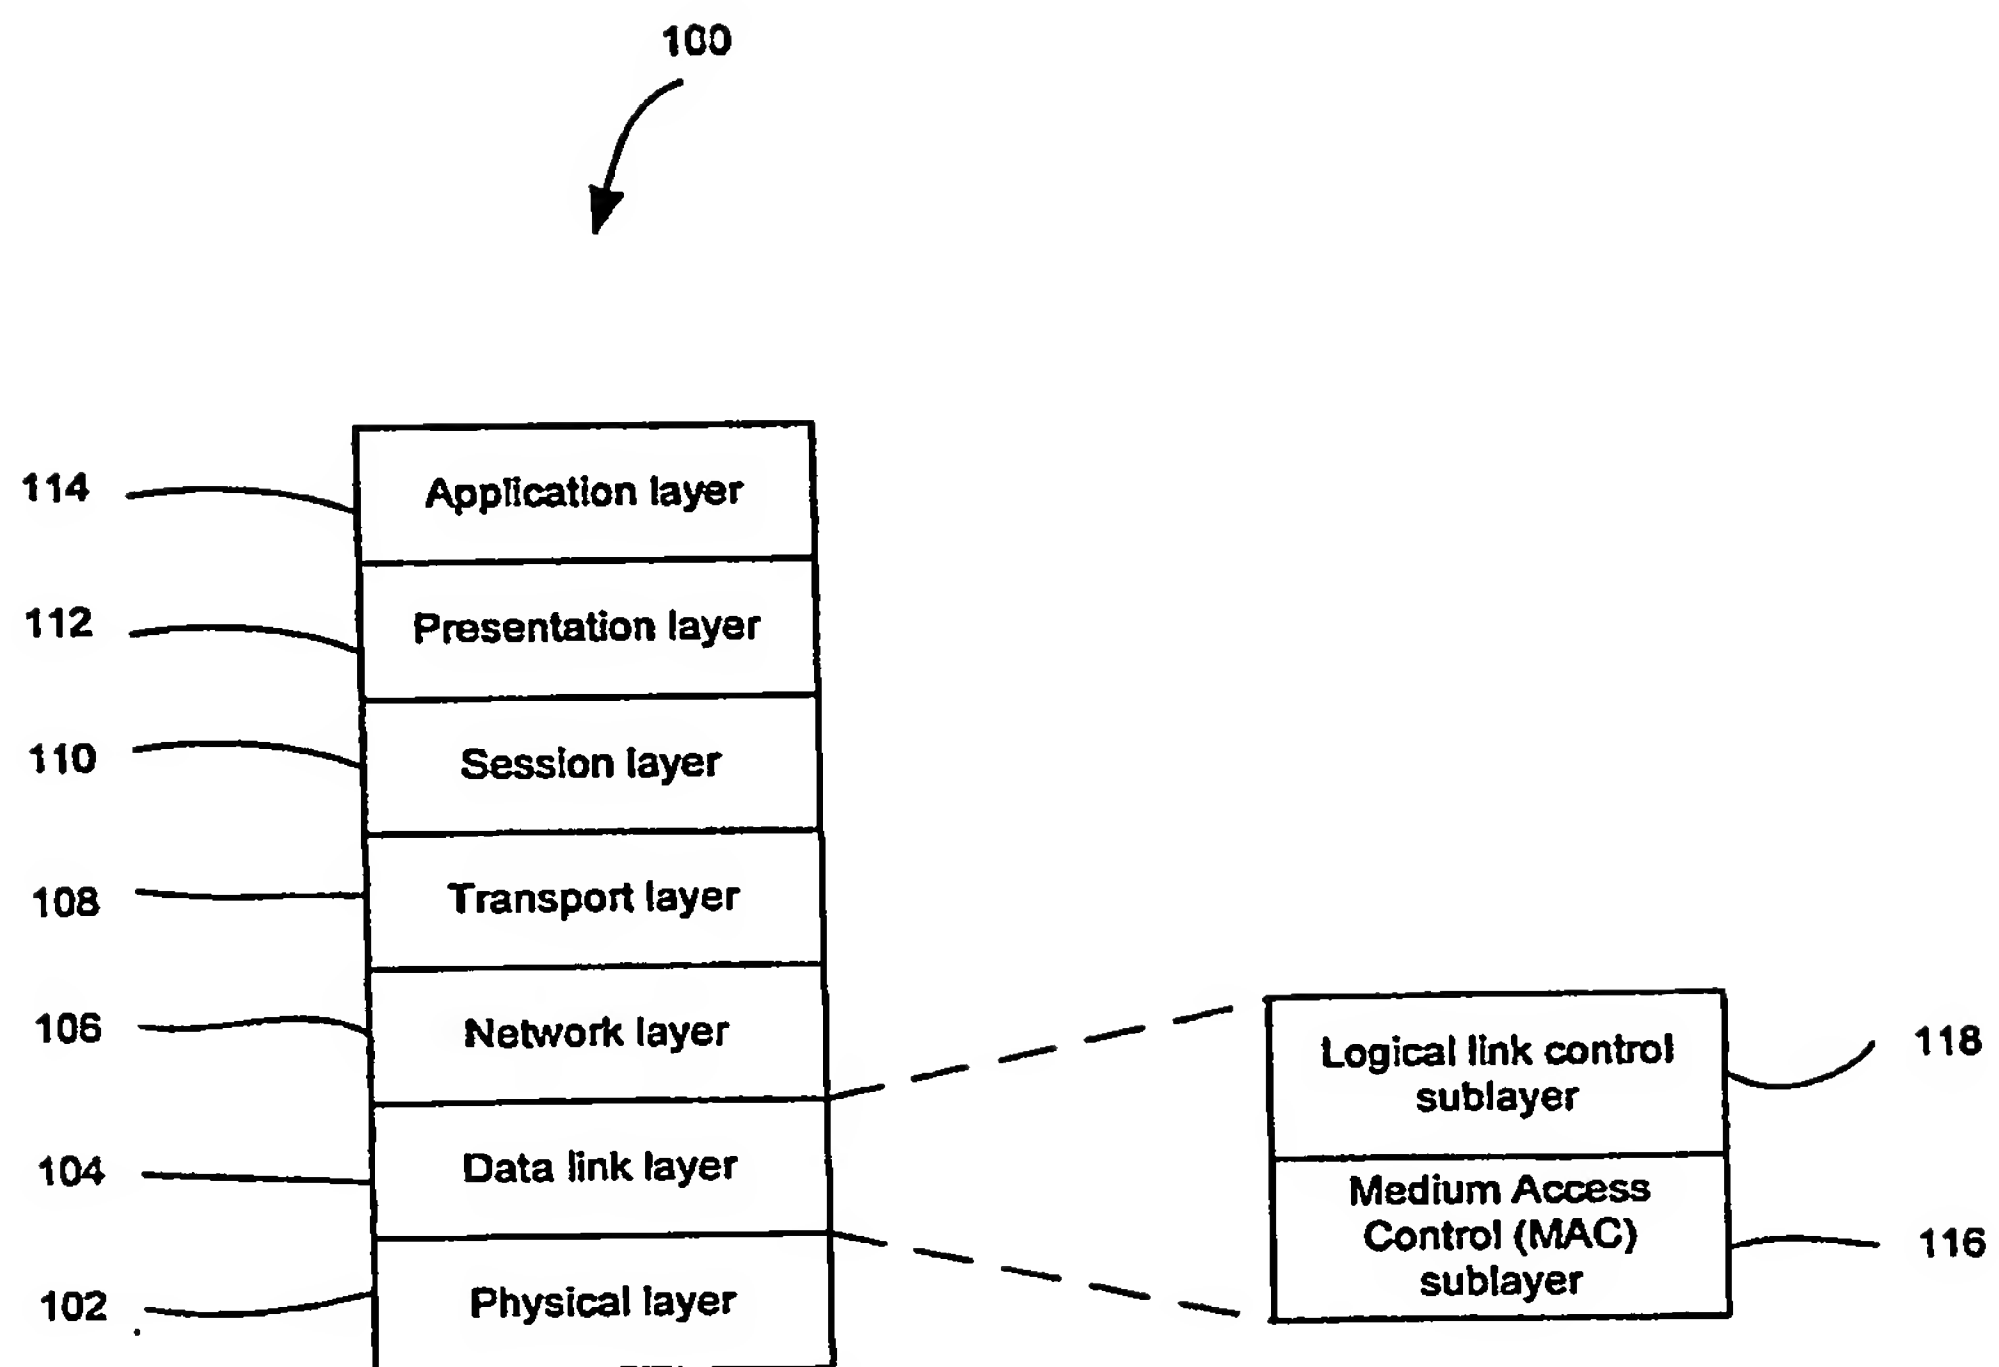 100
114 Application layer
112 Presentation layer
110 Session layer
108 Transport layer
106 Network layer
Logical link control
sublayer
118
104 Data link layer
Medium Access
Control (MAC)
sublayer
116
102 Physical layer